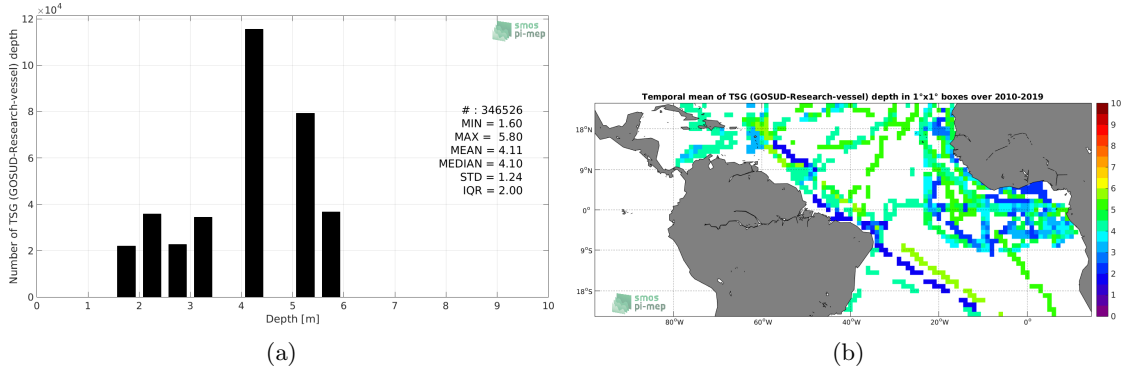 ×10⁴
12
10
8
6
4
2
0
Number of TSG (GOSUD-Research-vessel) depth
smos
pi-mep
# : 346526
MIN = 1.60
MAX = 5.80
MEAN = 4.11
MEDIAN = 4.10
STD = 1.24
IQR = 2.00
0 1 2 3 4 5 6 7 8 9 10
Depth [m]
(a)
Temporal mean of TSG (GOSUD-Research-vessel) depth in 1°x1° boxes over 2010-2019
18°N
9°N
0°
9°S
18°S
80°W 60°W 40°W 20°W 0°
smos
pi-mep
10
9
8
7
6
5
4
3
2
1
0
(b)